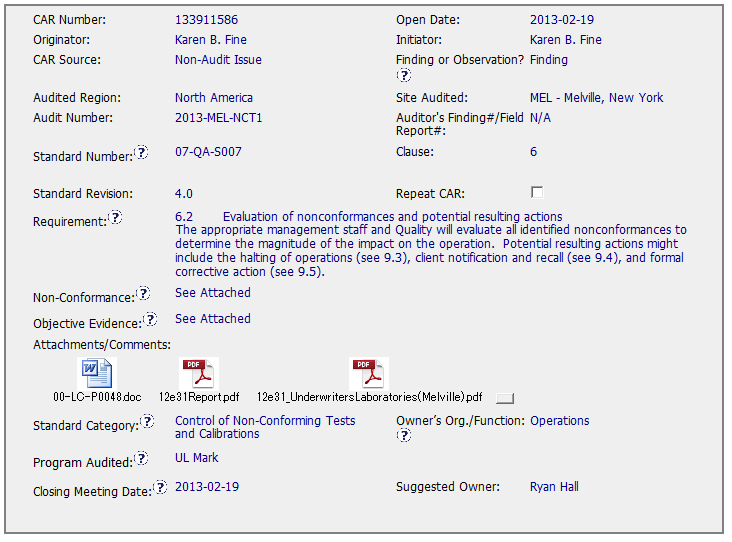 CAR Number: 133911586 Open Date: 2013-02-19
Originator: Karen B. Fine Initiator: Karen B. Fine
CAR Source: Non-Audit Issue Finding or Observation? Finding
?
Audited Region: North America Site Audited: MEL - Melville, New York
Audit Number: 2013-MEL-NCT1 Auditor's Finding#/Field N/A
Report#:
Standard Number:? 07-QA-S007 Clause: 6
Standard Revision: 4.0 Repeat CAR:
Requirement:? 6.2 Evaluation of nonconformances and potential resulting actions
The appropriate management staff and Quality will evaluate all identified nonconformances to
determine the magnitude of the impact on the operation. Potential resulting actions might
include the halting of operations (see 9.3), client notification and recall (see 9.4), and formal
corrective action (see 9.5).
Non-Conformance:? See Attached
Objective Evidence:? See Attached
Attachments/Comments:
W PDF PDF
00-LC-P0048.doc 12e31Report.pdf 12e31_UnderwritersLaboratories(Melville).pdf
Standard Category:? Control of Non-Conforming Tests Owner's Org./Function: Operations
and Calibrations ?
Program Audited:? UL Mark
Closing Meeting Date:? 2013-02-19 Suggested Owner: Ryan Hall